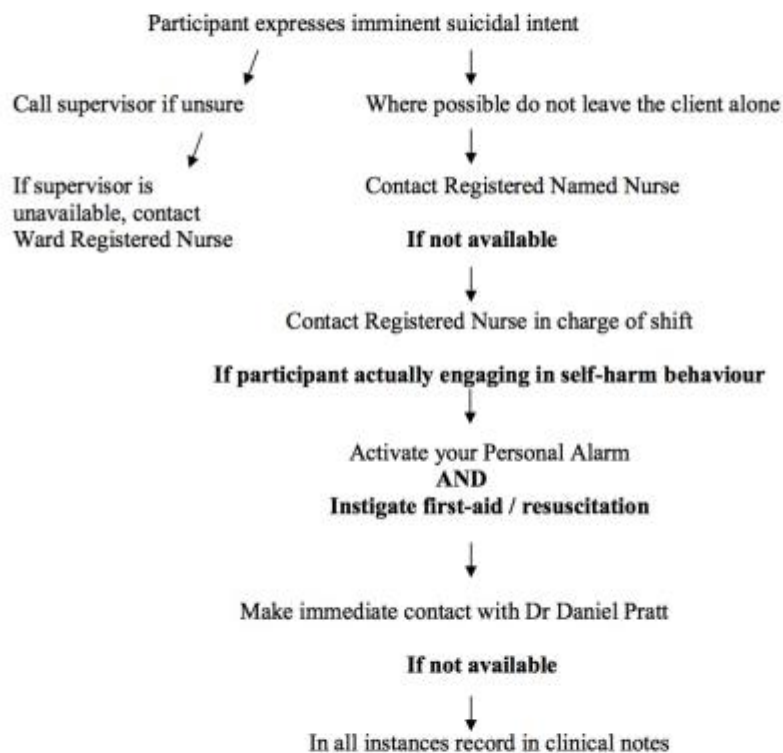 Participant expresses imminent suicidal intent
Call supervisor if unsure
Where possible do not leave the client alone
If supervisor is
unavailable, contact
Ward Registered Nurse
Contact Registered Named Nurse
If not available
Contact Registered Nurse in charge of shift
If participant actually engaging in self-harm behaviour
Activate your Personal Alarm
AND
Instigate first-aid / resuscitation
Make immediate contact with Dr Daniel Pratt
If not available
In all instances record in clinical notes